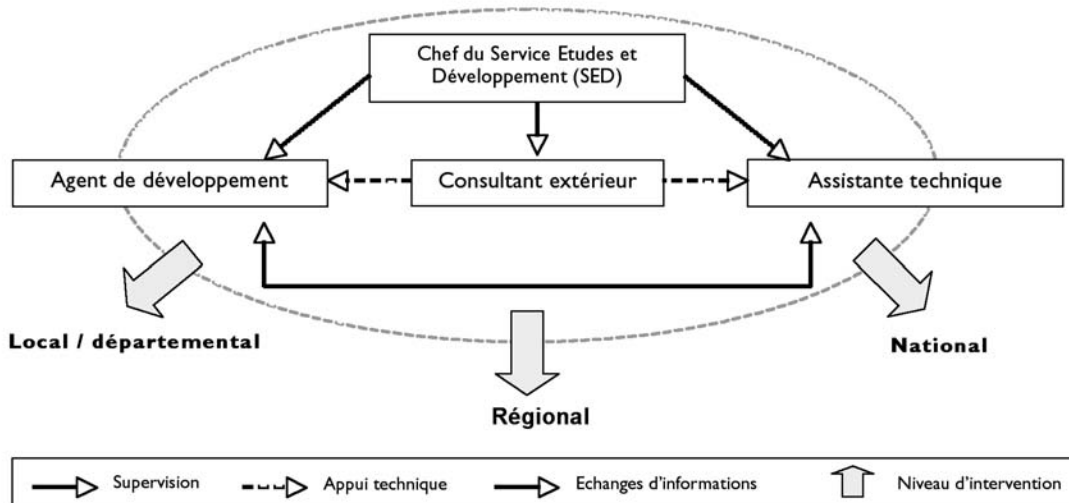 Chef du Service Etudes et
Développement (SED)
Agent de développement
Consultant extérieur
Assistante technique
Local / départemental
National
Régional
Supervision
Appui technique
Echanges d'informations
Niveau d'intervention